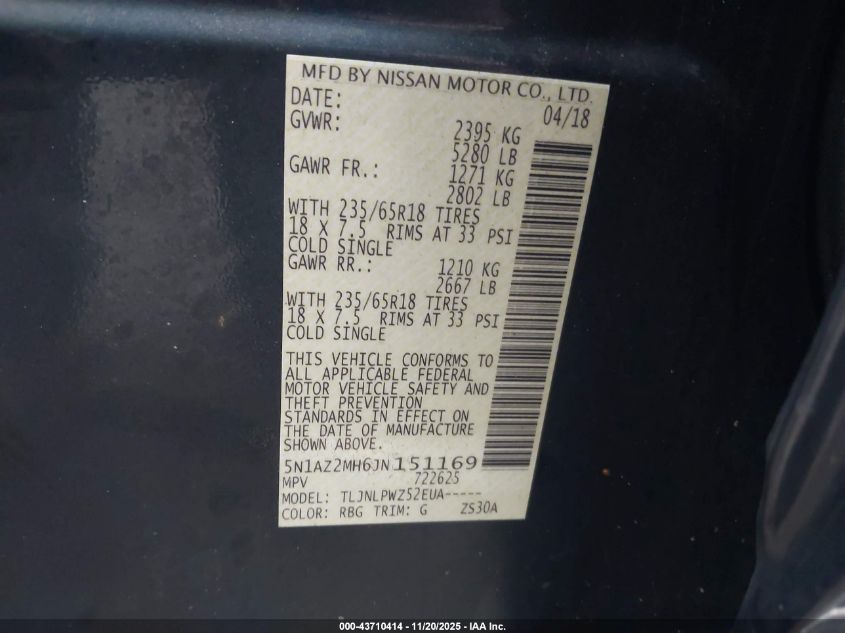 MFD BY NISSAN MOTOR CO., LTD.
DATE: 04/18
GVWR: 2395 KG
5280 LB
GAWR FR.: 1271 KG
2802 LB
WITH 235/65R18 TIRES
18 X 7.5 RIMS AT 33 PSI
COLD SINGLE
GAWR RR.: 1210 KG
2667 LB
WITH 235/65R18 TIRES
18 X 7.5 RIMS AT 33 PSI
COLD SINGLE
THIS VEHICLE CONFORMS TO
ALL APPLICABLE FEDERAL
MOTOR VEHICLE SAFETY AND
THEFT PREVENTION
STANDARDS IN EFFECT ON
THE DATE OF MANUFACTURE
SHOWN ABOVE.
5N1AZ2MH6JN151169
MPV 722625
MODEL: TLJNLPWZ52EUA-----
COLOR: RBG TRIM: G ZS30A
000-43710414 - 11/20/2025 - IAA Inc.